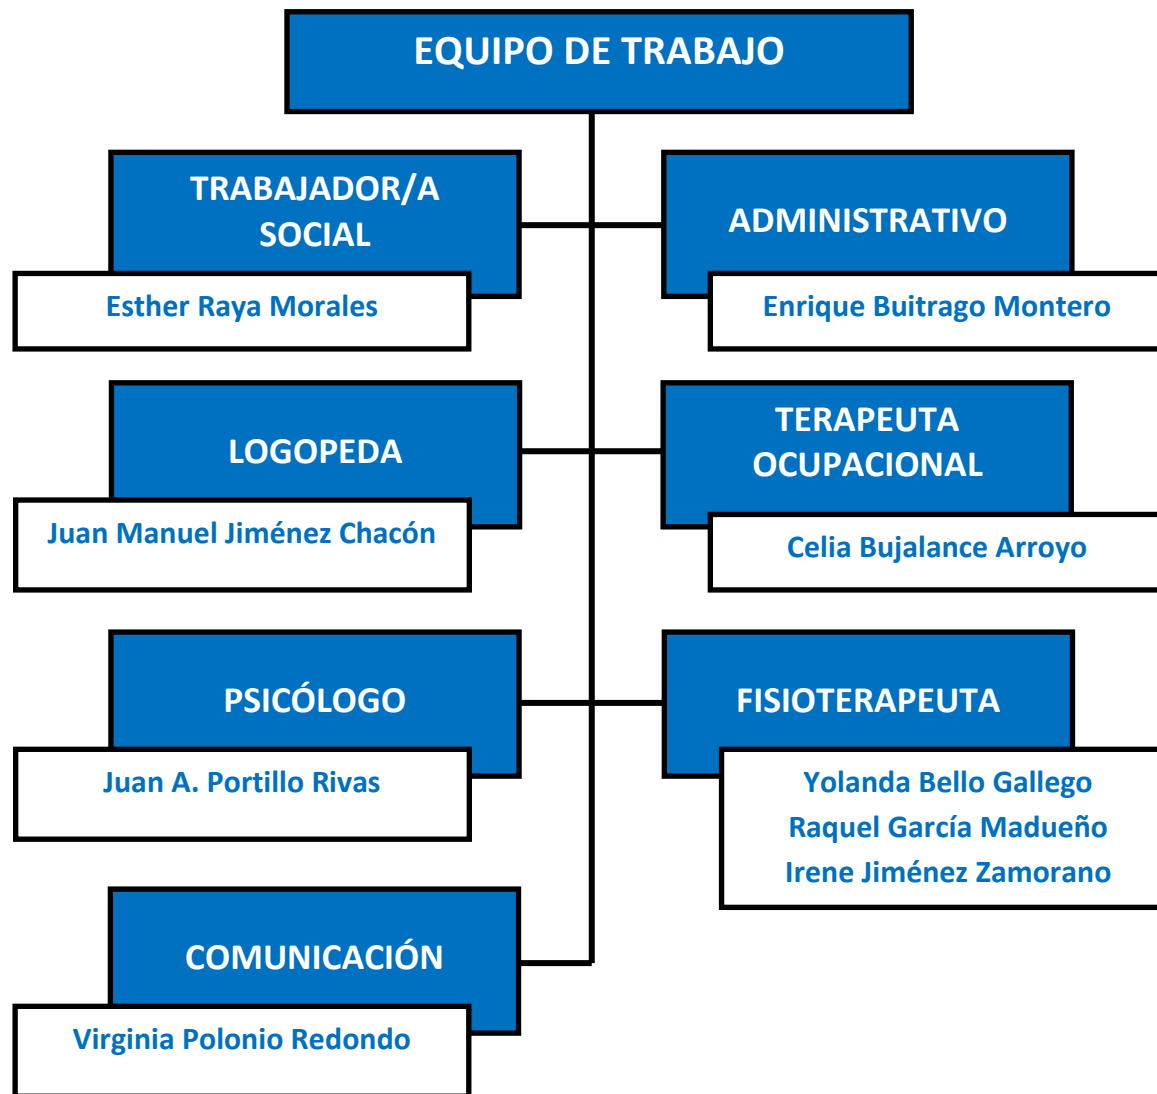 EQUIPO DE TRABAJO
TRABAJADOR/A
SOCIAL
Esther Raya Morales
ADMINISTRATIVO
Enrique Buitrago Montero
LOGOPEDA
Juan Manuel Jiménez Chacón
TERAPEUTA
OCUPACIONAL
Celia Bujalance Arroyo
PSICÓLOGO
Juan A. Portillo Rivas
FISIOTERAPEUTA
Yolanda Bello Gallego
Raquel García Madueño
Irene Jiménez Zamorano
COMUNICACIÓN
Virginia Polonio Redondo